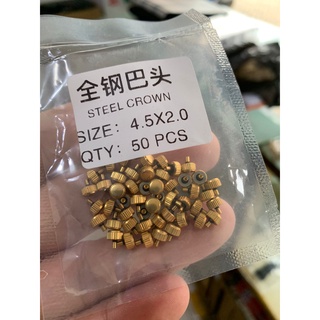 全钢巴头
STEEL CROWN
SIZE: 4.5X2.0
QTY: 50 PCS